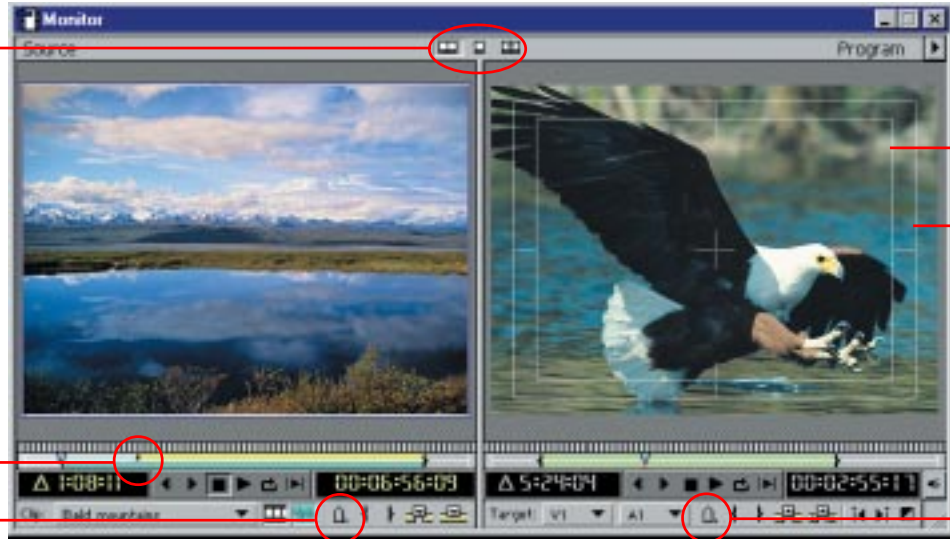 Monitor
Source
Program
Δ 1:08:11
00:06:56:09
Δ 5:24:04
00:02:55:17
Clip: Bald mountains
Target: V1 A1